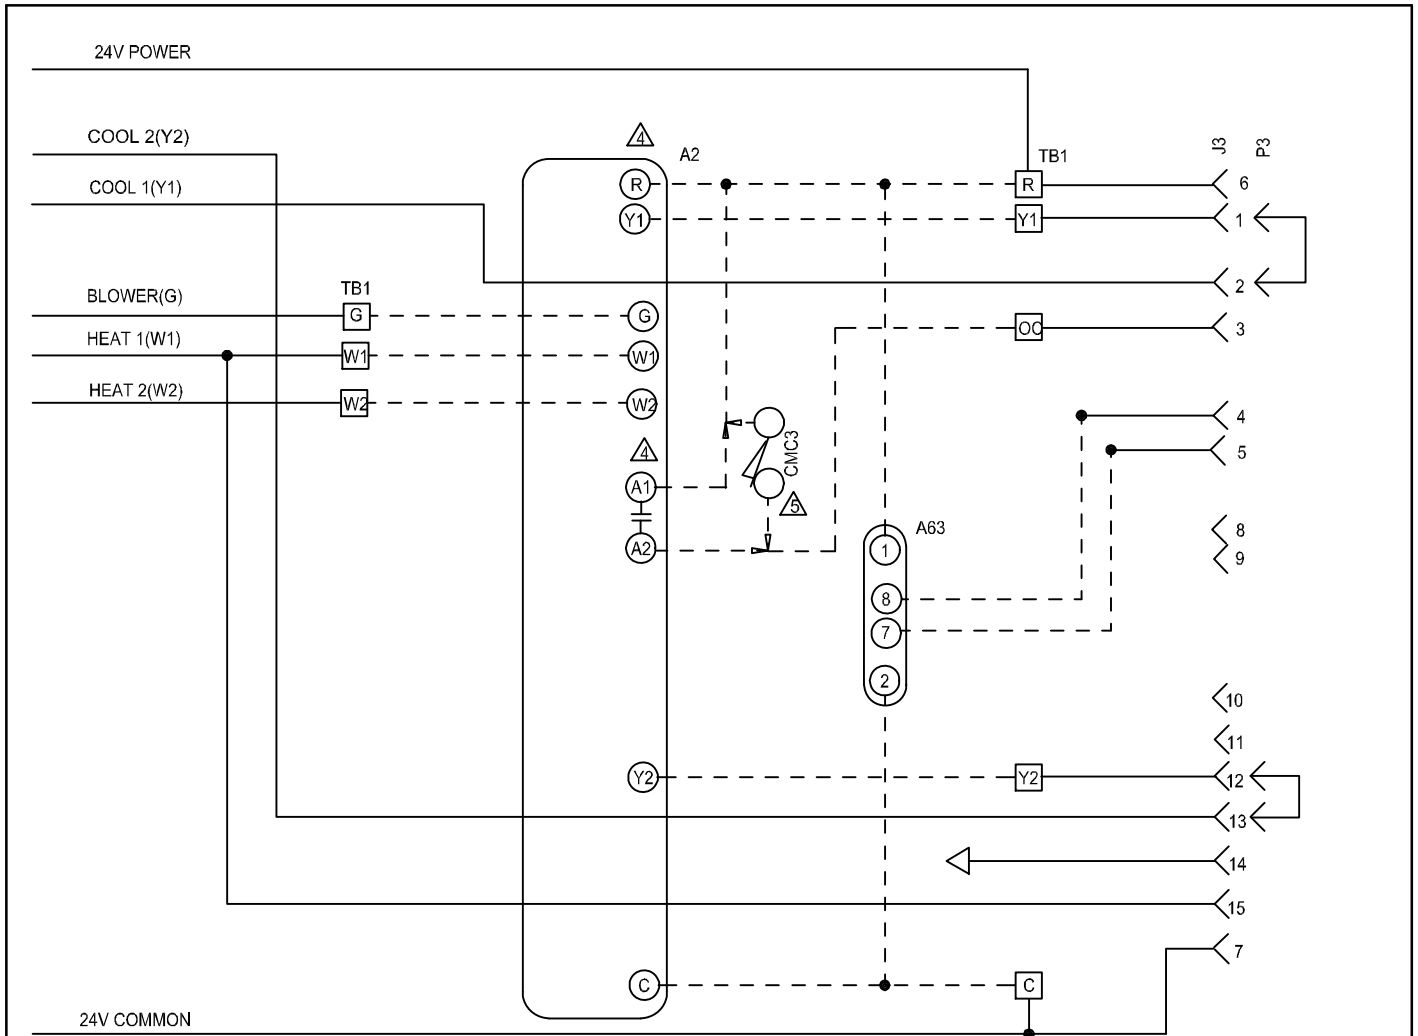 24V POWER
COOL 2(Y2)
4
A2
TB1
J3
P3
R
R
6
COOL 1(Y1)
Y1
Y1
1
2
BLOWER(G)
TB1
G
G
OC
3
HEAT 1(W1)
W1
W1
HEAT 2(W2)
W2
W2
4
4
CMC3
5
A1
5
A63
8
A2
1
9
8
7
2
10
11
Y2
Y2
12
13
14
15
7
C
C
24V COMMON